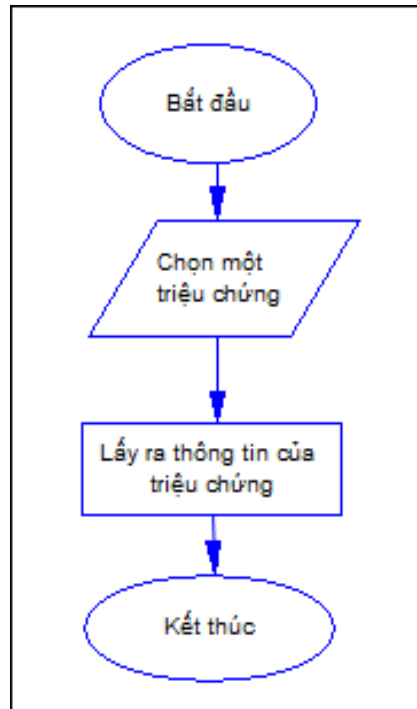 Bắt đầu
Chọn một
triệu chứng
Lấy ra thông tin của
triệu chứng
Kết thúc